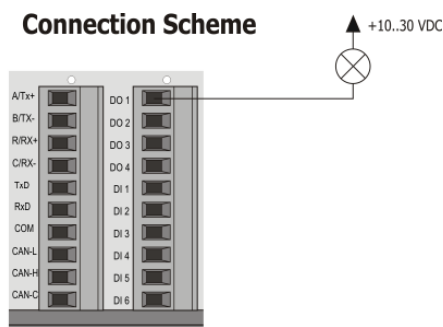 Connection Scheme
+10..30 VDC
A/Tx+ DO 1
B/TX- DO 2
R/RX+ DO 3
C/RX- DO 4
TxD DI 1
RxD DI 2
COM DI 3
CAN-L DI 4
CAN-H DI 5
CAN-C DI 6